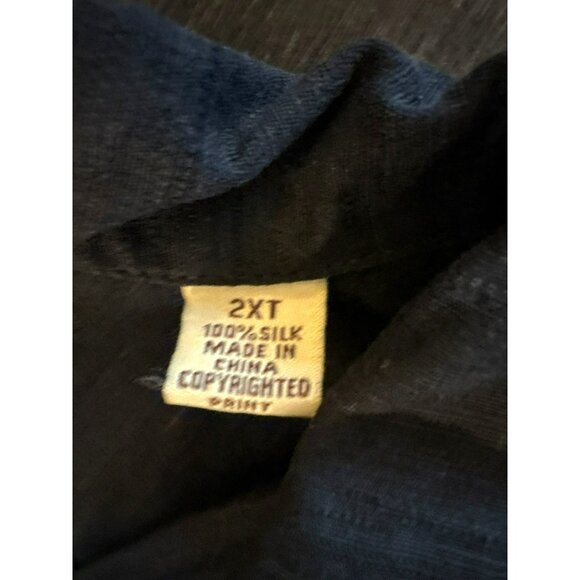 2XT
100% SILK
MADE IN
CHINA
COPYRIGHTED
PRINT